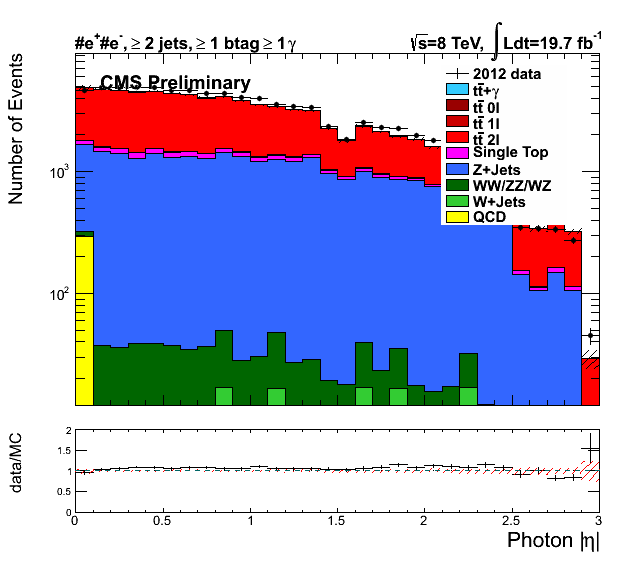 #e⁺#e⁻, ≥ 2 jets, ≥ 1 btag ≥ 1γ
√s=8 TeV, ∫Ldt=19.7 fb⁻¹
CMS Preliminary
2012 data
tt̄+γ
tt̄ 0l
tt̄ 1l
tt̄ 2l
Single Top
Z+Jets
WW/ZZ/WZ
W+Jets
QCD
Number of Events
10³
10²
data/MC
2
1.5
1
0.5
0
0 0.5 1 1.5 2 2.5 3
Photon |η|